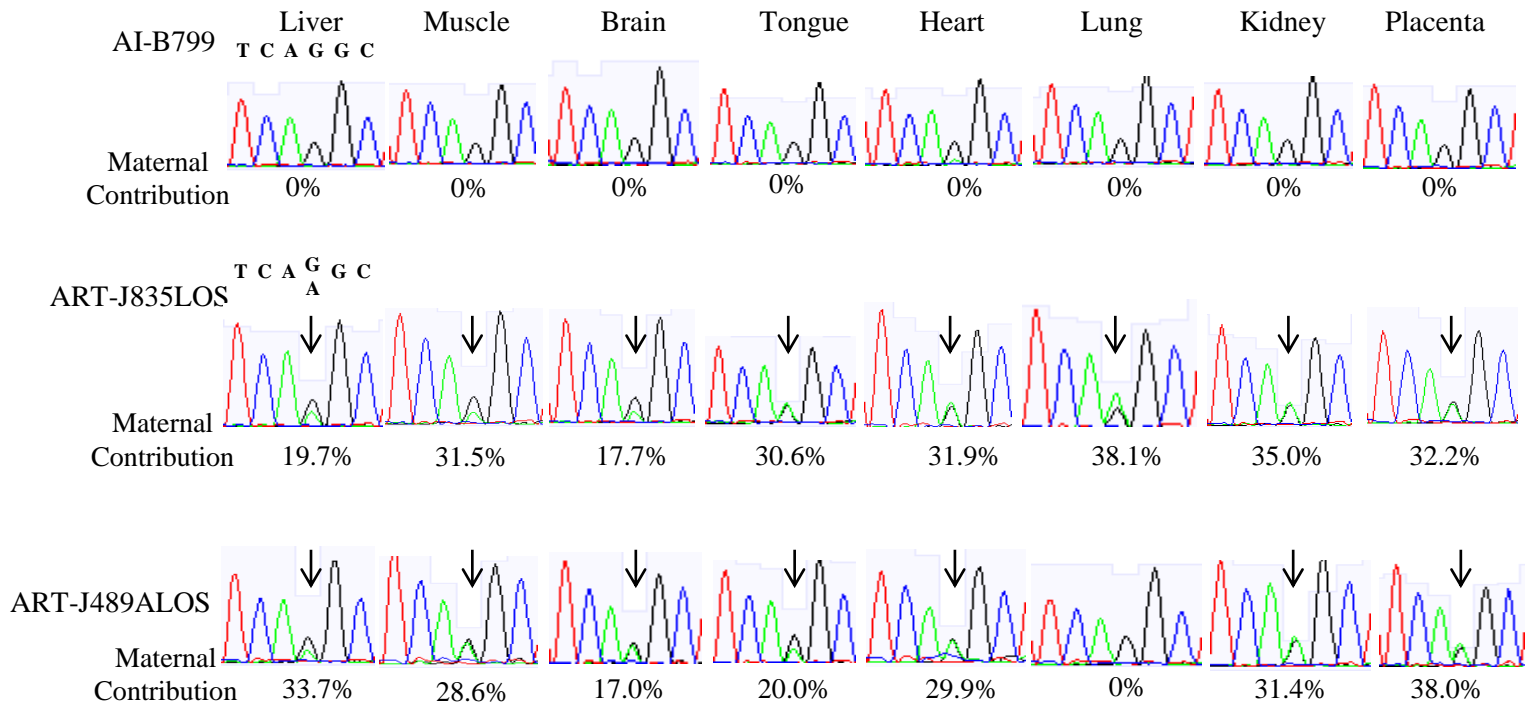 Liver Muscle Brain Tongue Heart Lung Kidney Placenta
AI-B799
T C A G G C
Maternal
Contribution
0% 0% 0% 0% 0% 0% 0% 0%
T C A G G C
A
ART-J835LOS
Maternal
Contribution
19.7% 31.5% 17.7% 30.6% 31.9% 38.1% 35.0% 32.2%
ART-J489ALOS
Maternal
Contribution
33.7% 28.6% 17.0% 20.0% 29.9% 0% 31.4% 38.0%